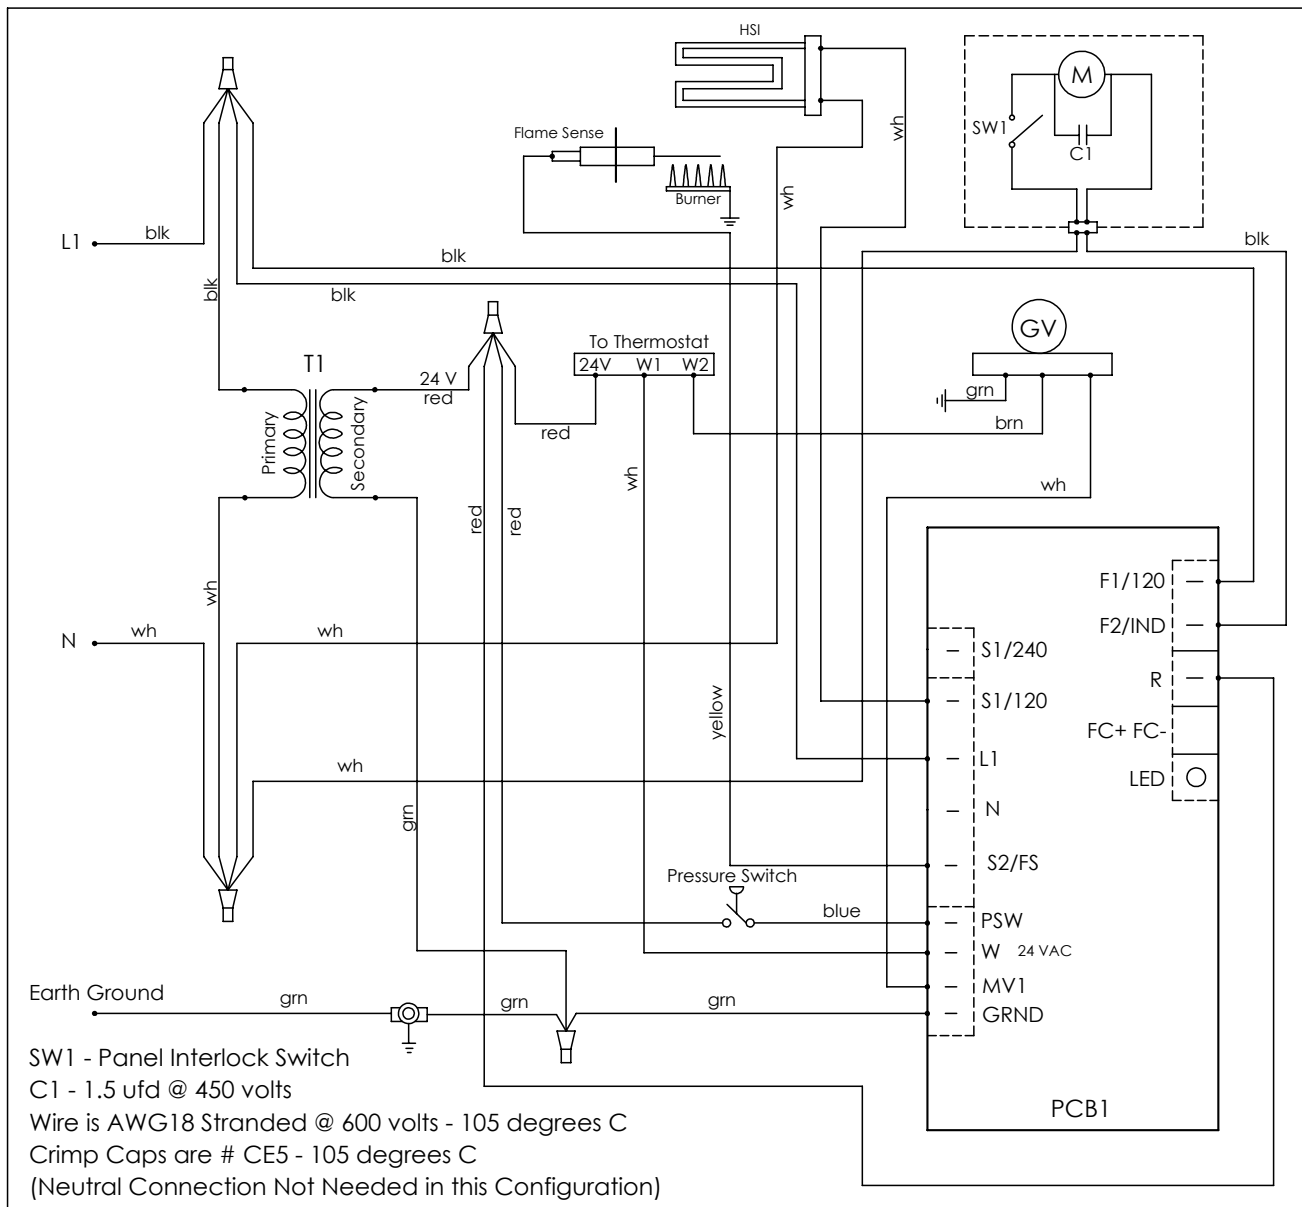 HSI
M
SW1
C1
Flame Sense
Burner
wh
wh
L1
blk
blk
blk
blk
blk
GV
To Thermostat
24V W1 W2
T1
24 V
red
Primary
Secondary
red
grn
brn
wh
wh
red
red
wh
F1/120
F2/IND
N
wh
wh
S1/240
R
S1/120
yellow
FC+ FC-
wh
L1
LED
N
grn
S2/FS
Pressure Switch
blue
PSW
W 24 VAC
MV1
Earth Ground
grn
grn
grn
GRND
SW1 - Panel Interlock Switch
C1 - 1.5 ufd @ 450 volts
PCB1
Wire is AWG18 Stranded @ 600 volts - 105 degrees C
Crimp Caps are # CE5 - 105 degrees C
(Neutral Connection Not Needed in this Configuration)